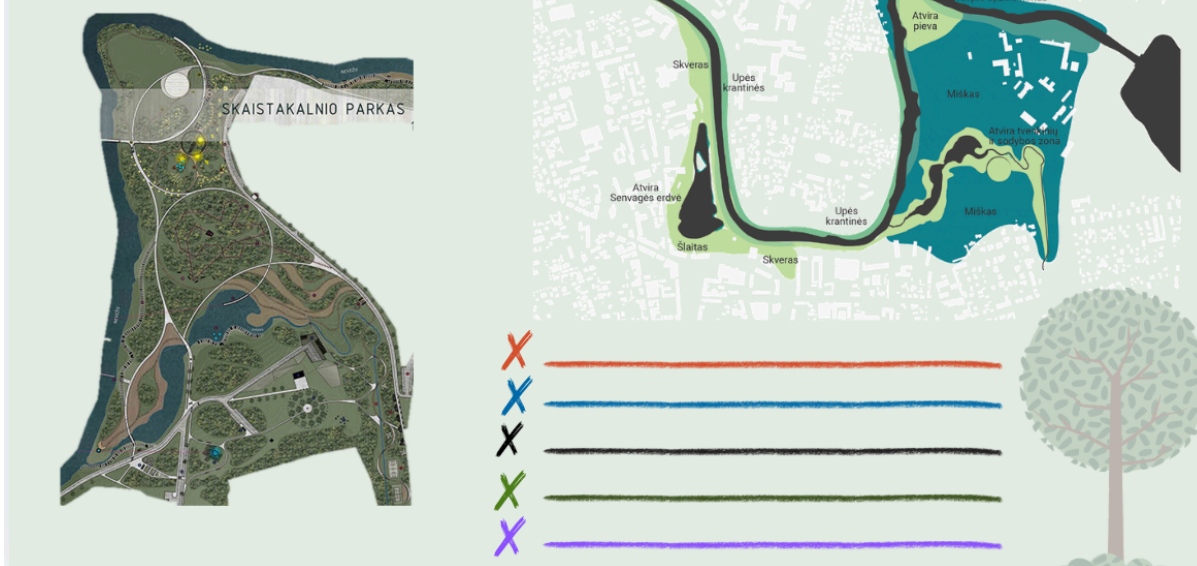 SKAISTAKALNIO PARKAS
Atvira
pieva
Skveras
Upės
krantinės
Miškas
Atvira tvenkinių
ir sodybos zona
Atvira
Senvagės erdvė
Upės
krantinės
Miškas
Šlaitas
Skveras